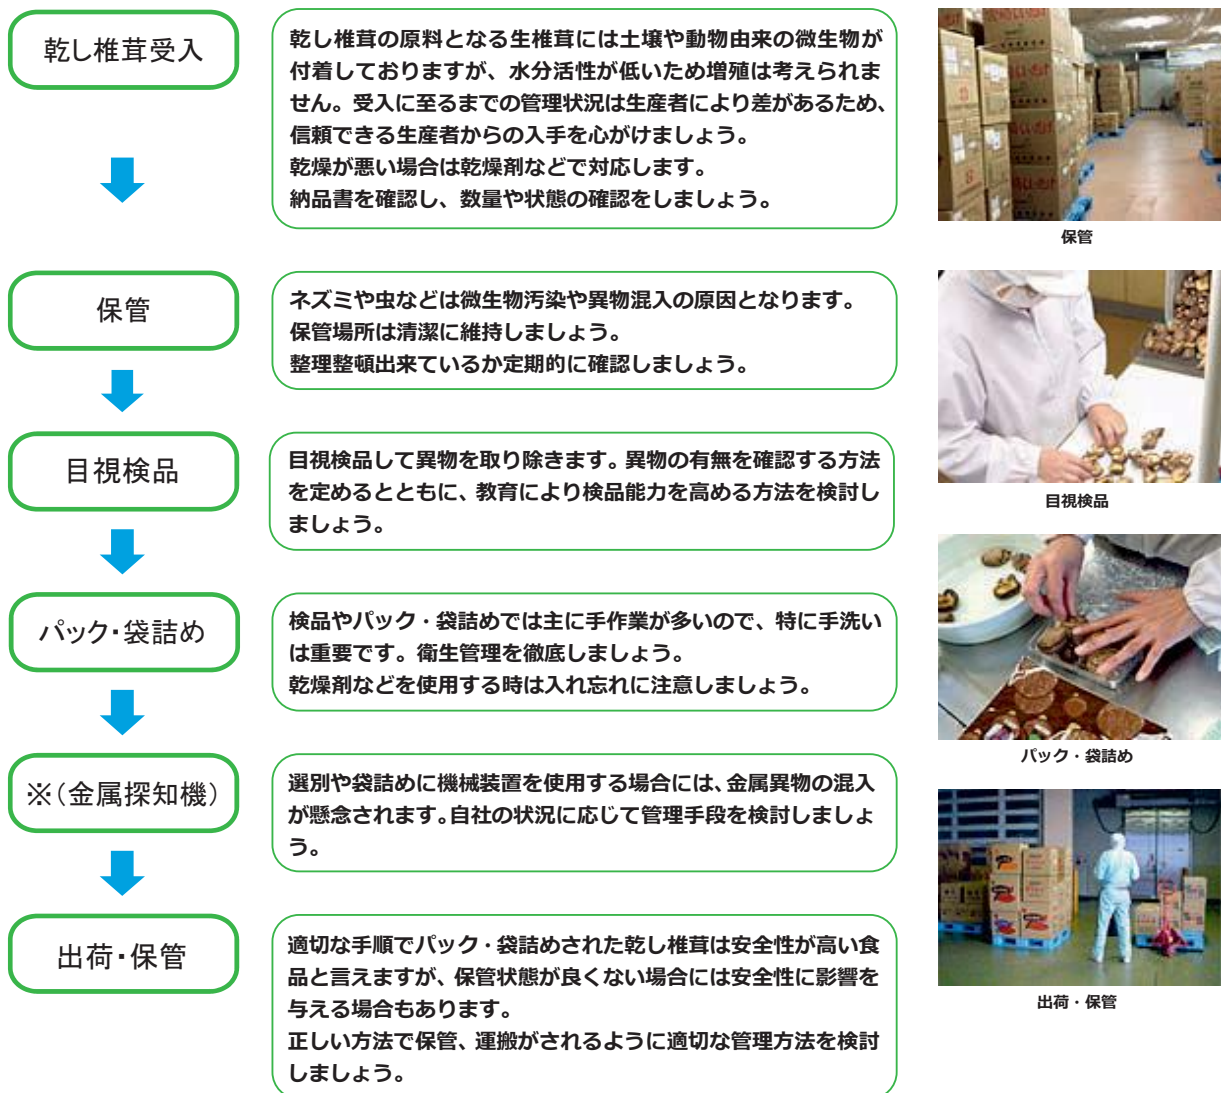 乾し椎茸受入
乾し椎茸の原料となる生椎茸には土壌や動物由来の微生物が
付着しておりますが、水分活性が低いため増殖は考えられま
せん。受入に至るまでの管理状況は生産者により差があるため、
信頼できる生産者からの入手を心がけましょう。
乾燥が悪い場合は乾燥剤などで対応します。
納品書を確認し、数量や状態の確認をしましょう。
保管
保管
ネズミや虫などは微生物汚染や異物混入の原因となります。
保管場所は清潔に維持しましょう。
整理整頓出来ているか定期的に確認しましょう。
目視検品
目視検品して異物を取り除きます。異物の有無を確認する方法
を定めるとともに、教育により検品能力を高める方法を検討し
ましょう。
目視検品
パック・袋詰め
検品やパック・袋詰めでは主に手作業が多いので、特に手洗い
は重要です。衛生管理を徹底しましょう。
乾燥剤などを使用する時は入れ忘れに注意しましょう。
パック・袋詰め
※（金属探知機）
選別や袋詰めに機械装置を使用する場合には、金属異物の混入
が懸念されます。自社の状況に応じて管理手段を検討しましょ
う。
出荷・保管
適切な手順でパック・袋詰めされた乾し椎茸は安全性が高い食
品と言えますが、保管状態が良くない場合には安全性に影響を
与える場合もあります。
正しい方法で保管、運搬がされるように適切な管理方法を検討
しましょう。
出荷・保管